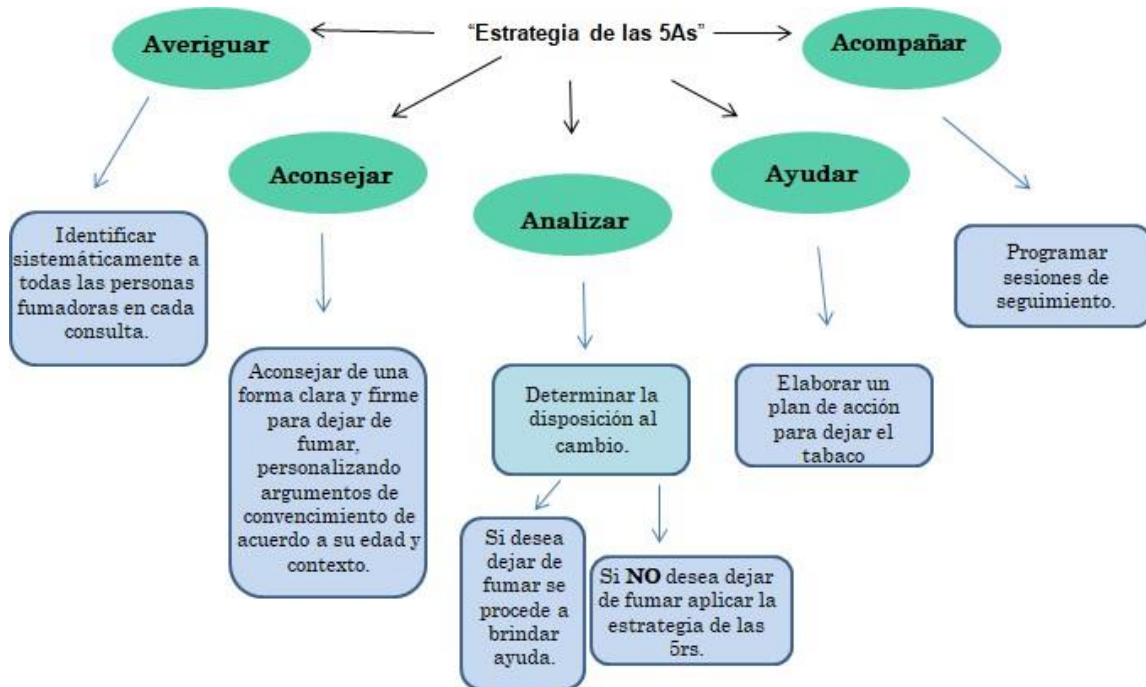 “Estrategia de las 5As”
Averiguar
Identificar
sistemáticamente a
todas las personas
fumadoras en cada
consulta.
Aconsejar
Aconsejar de una
forma clara y firme
para dejar de
fumar,
personalizando
argumentos de
convencimiento de
acuerdo a su edad y
contexto.
Analizar
Determinar la
disposición al
cambio.
Si desea
dejar de
fumar se
procede a
brindar
ayuda.
Si NO desea dejar
de fumar aplicar la
estrategia de las
5rs.
Ayudar
Elaborar un
plan de acción
para dejar el
tabaco
Acompañar
Programar
sesiones de
seguimiento.